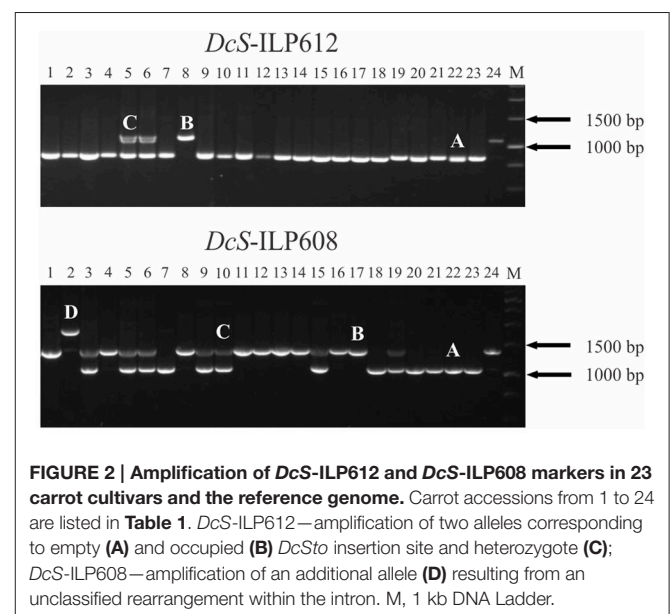 DcS-ILP612
1 2 3 4 5 6 7 8 9 10 11 12 13 14 15 16 17 18 19 20 21 22 23 24 M
C B A
1500 bp
1000 bp
DcS-ILP608
1 2 3 4 5 6 7 8 9 10 11 12 13 14 15 16 17 18 19 20 21 22 23 24 M
D C B A
1500 bp
1000 bp
FIGURE 2 | Amplification of DcS-ILP612 and DcS-ILP608 markers in 23
carrot cultivars and the reference genome. Carrot accessions from 1 to 24
are listed in Table 1. DcS-ILP612—amplification of two alleles corresponding
to empty (A) and occupied (B) DcSto insertion site and heterozygote (C);
DcS-ILP608—amplification of an additional allele (D) resulting from an
unclassified rearrangement within the intron. M, 1 kb DNA Ladder.